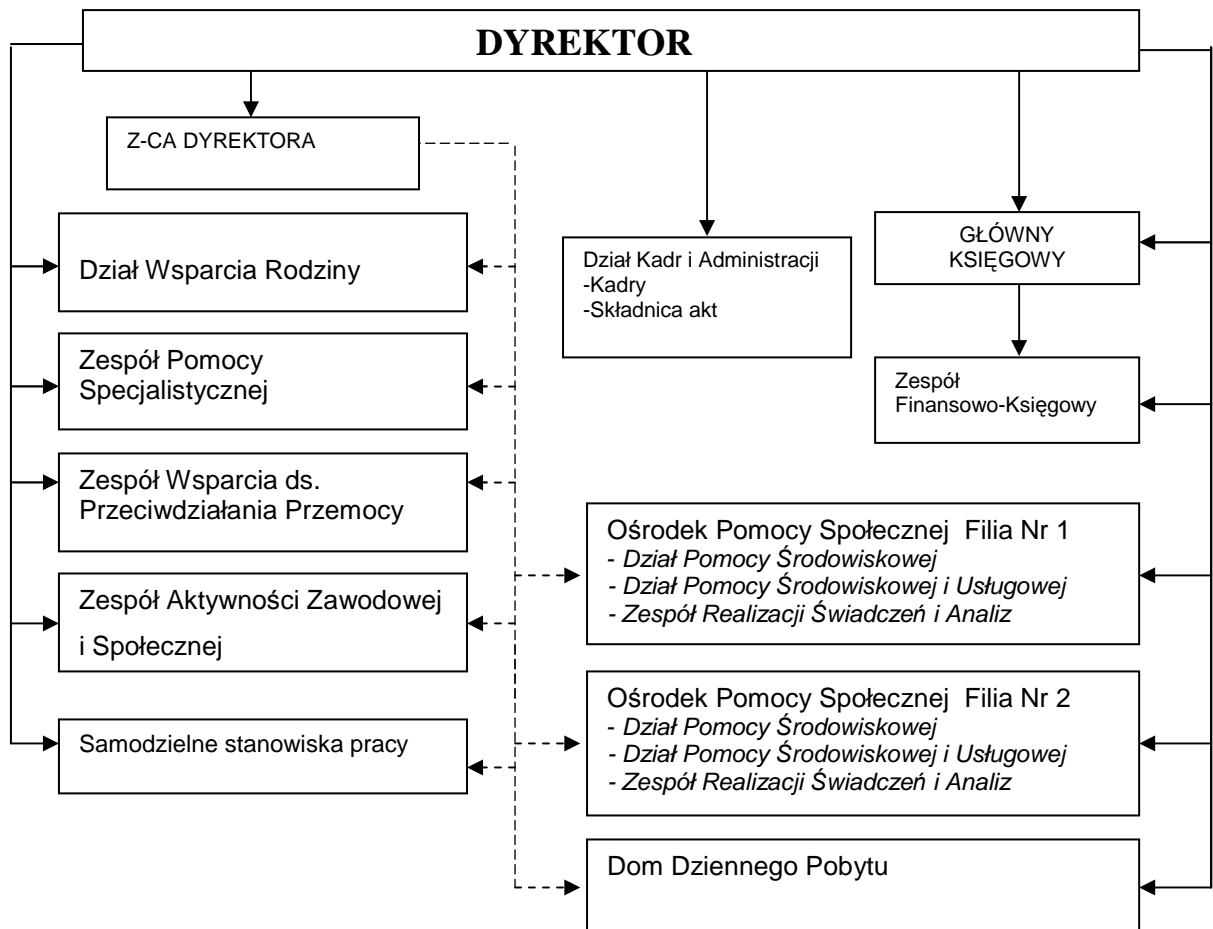 DYREKTOR
Z-CA DYREKTORA
Dział Wsparcia Rodziny
Zespół Pomocy
Specjalistycznej
Zespół Wsparcia ds.
Przeciwdziałania Przemocy
Zespół Aktywności Zawodowej
i Społecznej
Samodzielne stanowiska pracy
Dział Kadr i Administracji
-Kadry
-Składnica akt
GŁÓWNY
KSIĘGOWY
Zespół
Finansowo-Księgowy
Ośrodek Pomocy Społecznej Filia Nr 1
- Dział Pomocy Środowiskowej
- Dział Pomocy Środowiskowej i Usługowej
- Zespół Realizacji Świadczeń i Analiz
Ośrodek Pomocy Społecznej Filia Nr 2
- Dział Pomocy Środowiskowej
- Dział Pomocy Środowiskowej i Usługowej
- Zespół Realizacji Świadczeń i Analiz
Dom Dziennego Pobytu